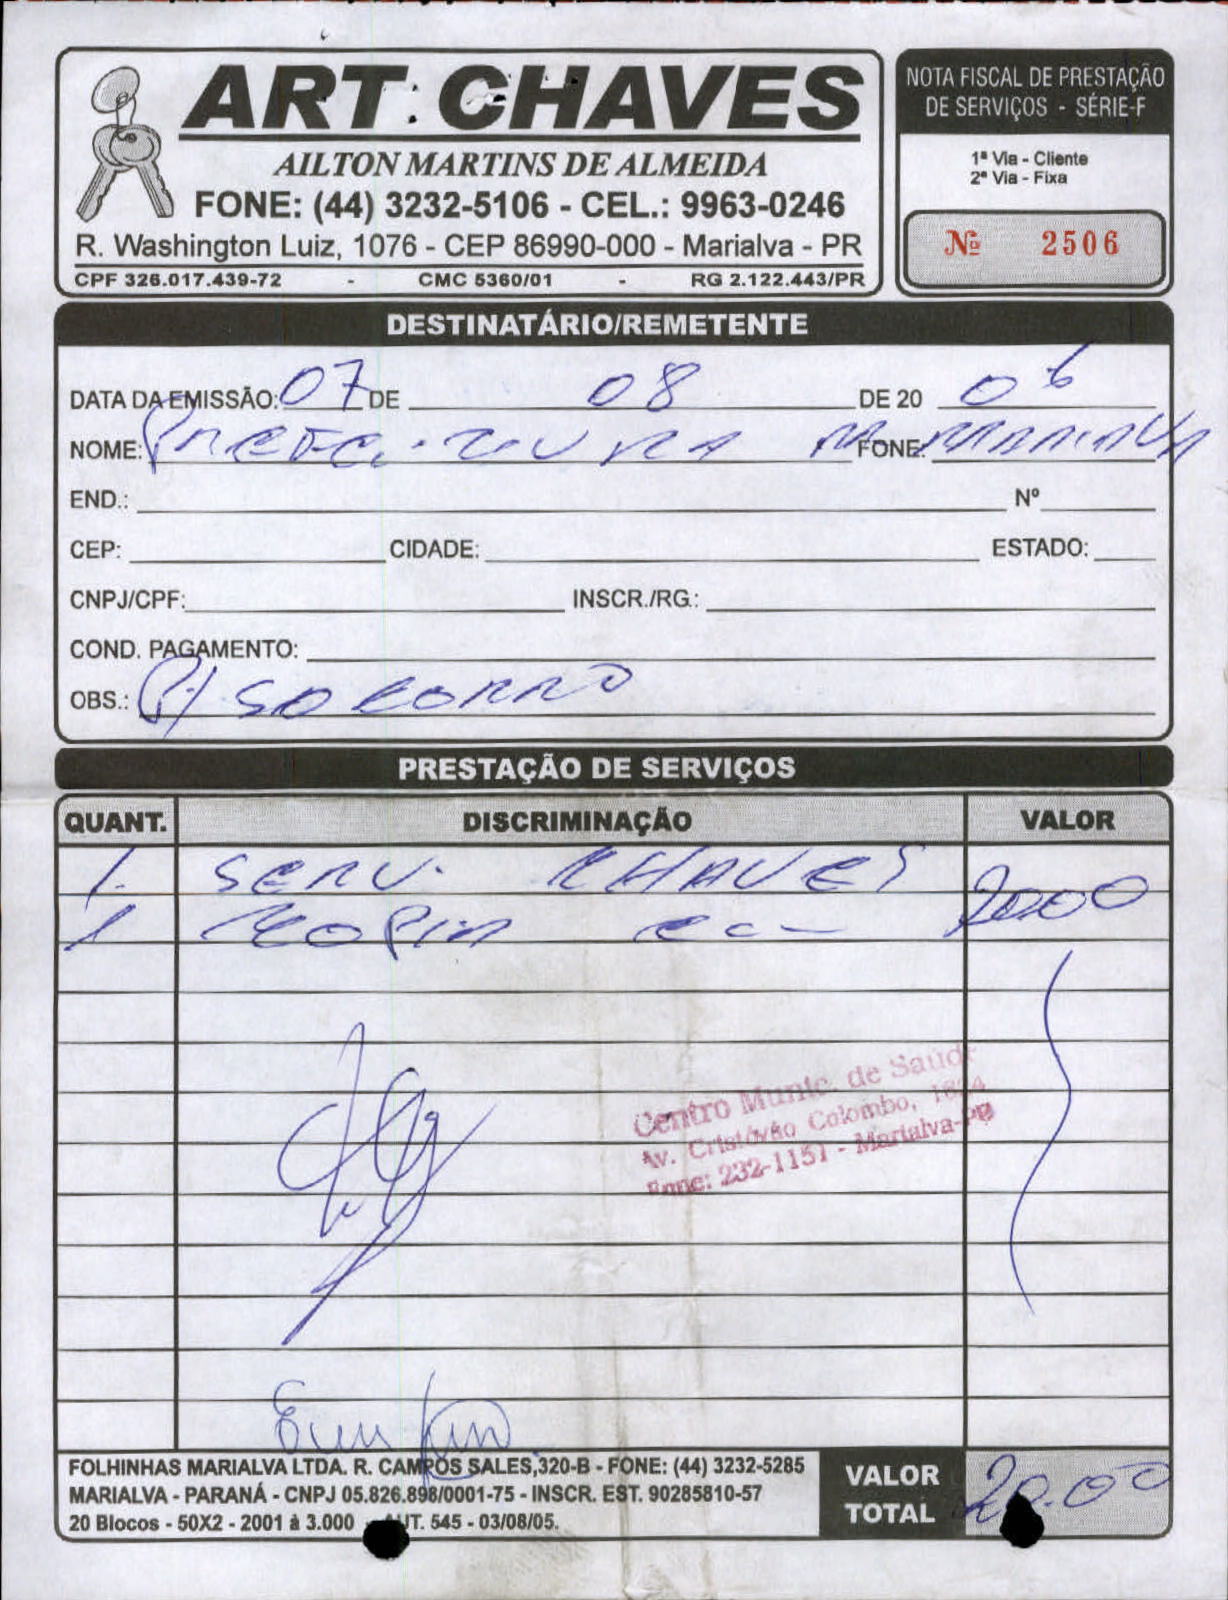 ART CHAVES
AILTON MARTINS DE ALMEIDA
FONE: (44) 3232-5106 - CEL.: 9963-0246
R. Washington Luiz, 1076 - CEP 86990-000 - Marialva - PR
CPF 326.017.439-72 - CMC 5360/01 - RG 2.122.443/PR
NOTA FISCAL DE PRESTAÇÃO
DE SERVIÇOS - SÉRIE-F
1ª Via - Cliente
2ª Via - Fixa
Nº 2506
DESTINATÁRIO/REMETENTE
DATA DA EMISSÃO: 07 DE 08 DE 20 06
NOME: PREFEITURA FONE: MARIALVA
END.: Nº
CEP: CIDADE: ESTADO:
CNPJ/CPF: INSCR./RG.:
COND. PAGAMENTO:
OBS.: P/ SOCORRO
PRESTAÇÃO DE SERVIÇOS
QUANT. DISCRIMINAÇÃO VALOR
1. SERV. CHAVES
1 COPIA 20.00
Centro Munic. de Saúde
Av. Cristóvão Colombo, 1624
Fone: 232-1151 - Marialva-PR
FOLHINHAS MARIALVA LTDA. R. CAMPOS SALES,320-B - FONE: (44) 3232-5285
MARIALVA - PARANÁ - CNPJ 05.826.898/0001-75 - INSCR. EST. 90285810-57
20 Blocos - 50X2 - 2001 à 3.000 - AUT. 545 - 03/08/05.
VALOR
TOTAL 20.00